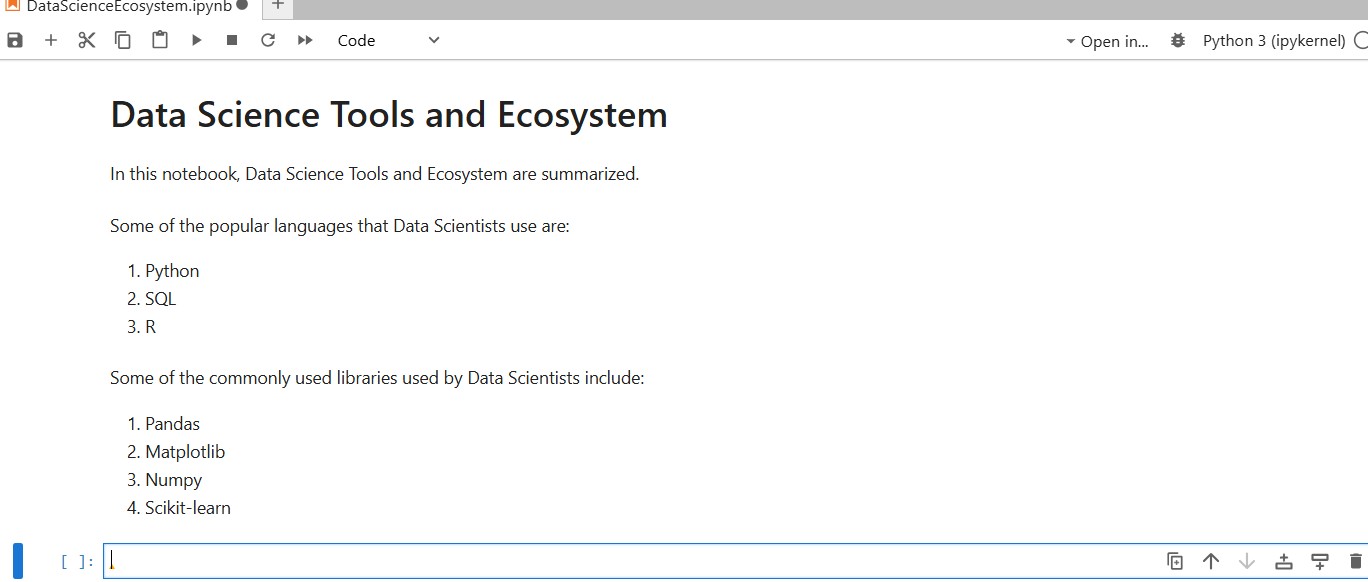 DataScienceEcosystem.ipynb
Code
Open in...
Python 3 (ipykernel)
Data Science Tools and Ecosystem
In this notebook, Data Science Tools and Ecosystem are summarized.
Some of the popular languages that Data Scientists use are:
1. Python
2. SQL
3. R
Some of the commonly used libraries used by Data Scientists include:
1. Pandas
2. Matplotlib
3. Numpy
4. Scikit-learn
[ ]: